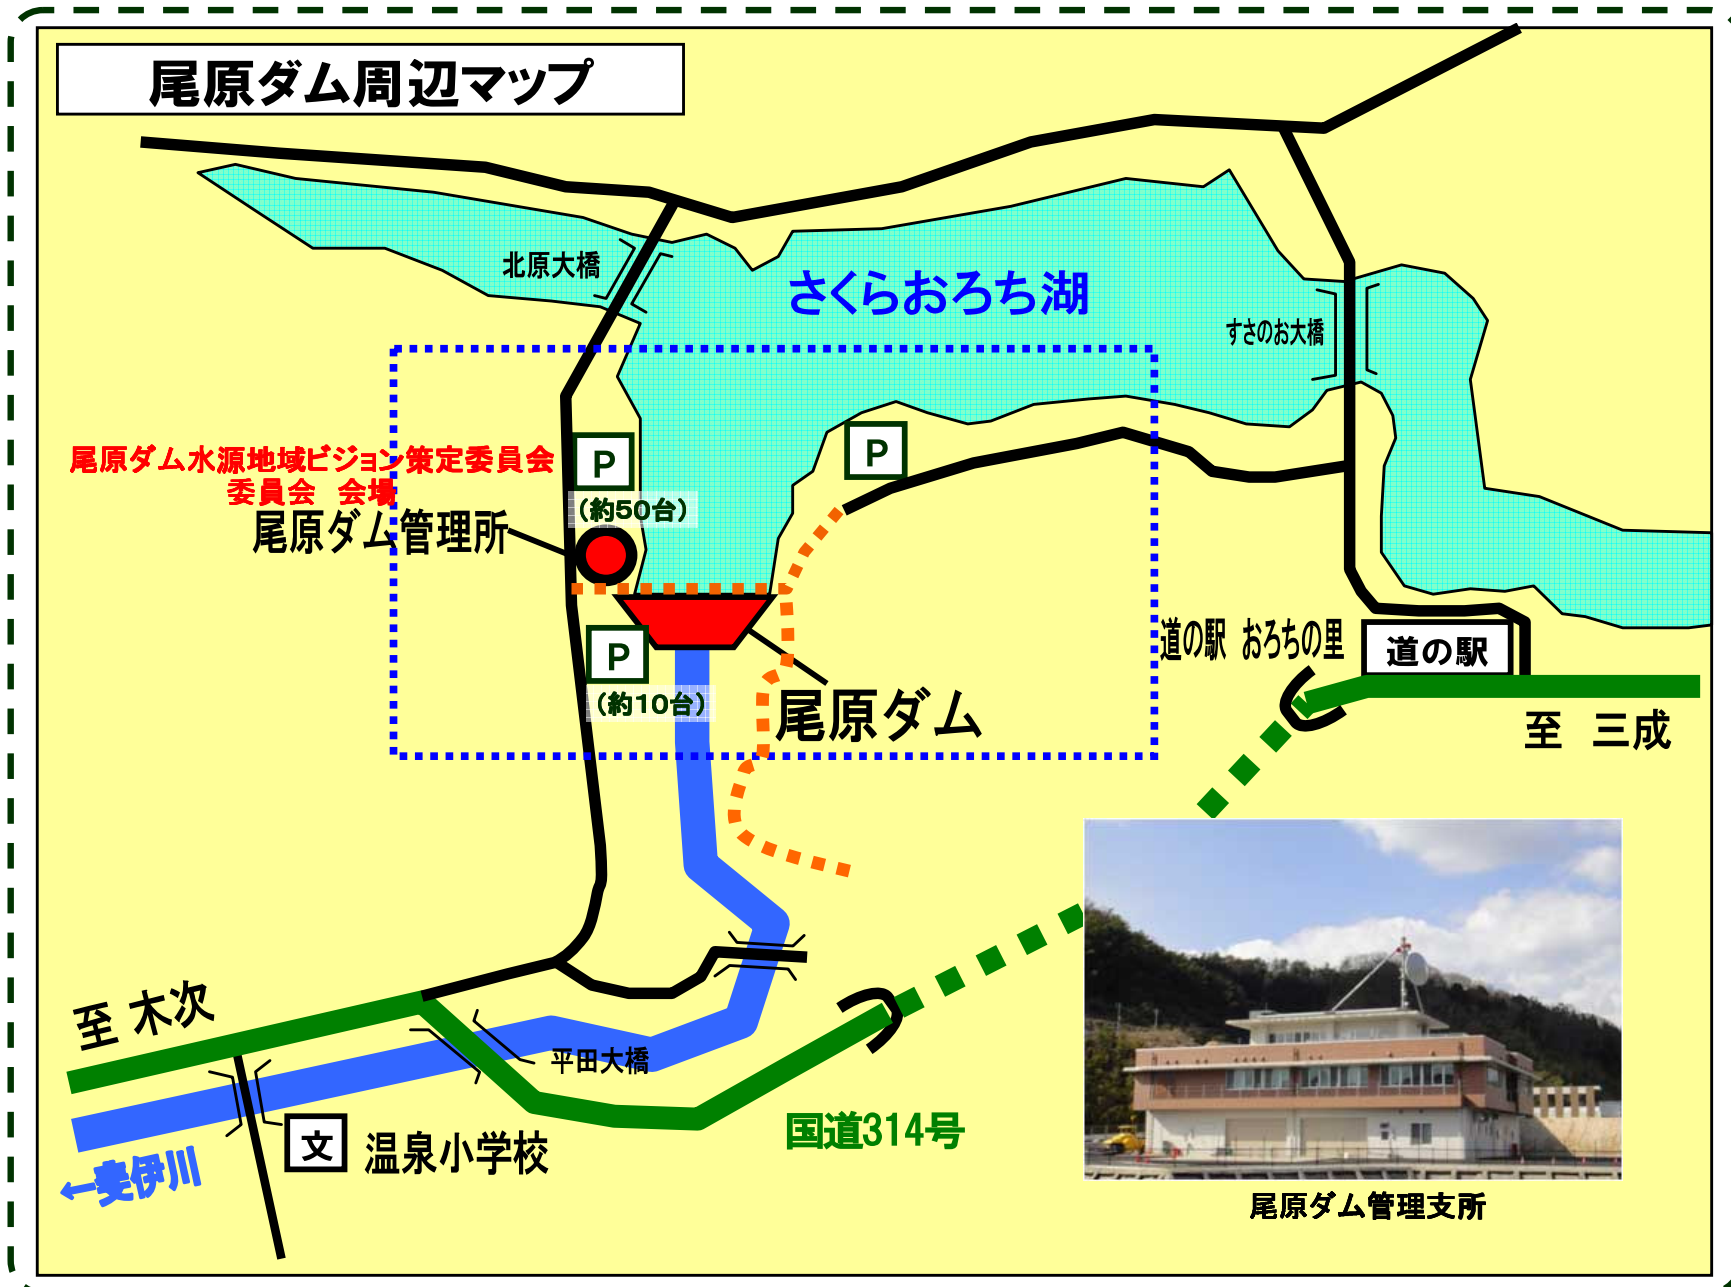 尾原ダム周辺マップ
北原大橋
さくらおろち湖
すさのお大橋
尾原ダム水源地域ビジョン策定委員会
委員会 会場
P
P
(約50台)
尾原ダム管理所
P
(約10台)
尾原ダム
道の駅 おろちの里
道の駅
至 三成
至 木次
平田大橋
国道314号
文
温泉小学校
←斐伊川
尾原ダム管理支所